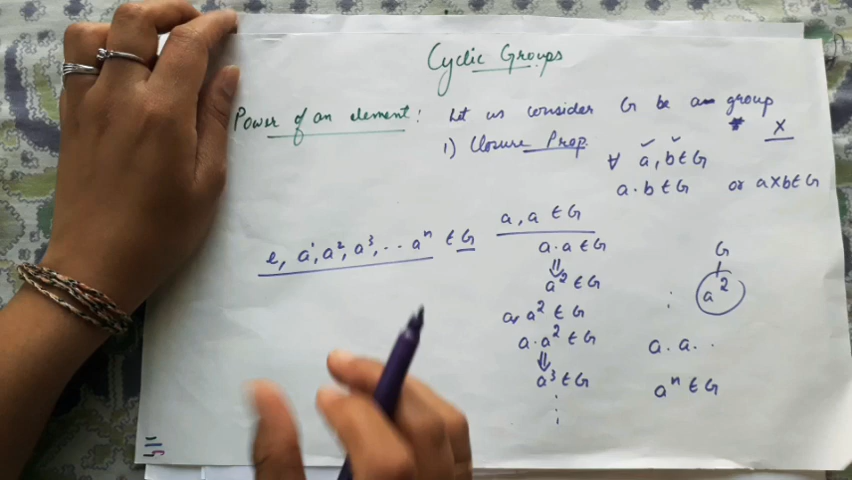 Cyclic Groups
Power of an element: Let us consider G be a group
* X
1) Closure Prop.
∀ a, b ∈ G
a.b ∈ G or a×b ∈ G
a, a ∈ G
e, a¹, a², a³, ... aⁿ ∈ G
a.a ∈ G
⇓
a² ∈ G
a, a² ∈ G
a.a² ∈ G
⇓
a³ ∈ G
:
G
: a²
a.a..
aⁿ ∈ G